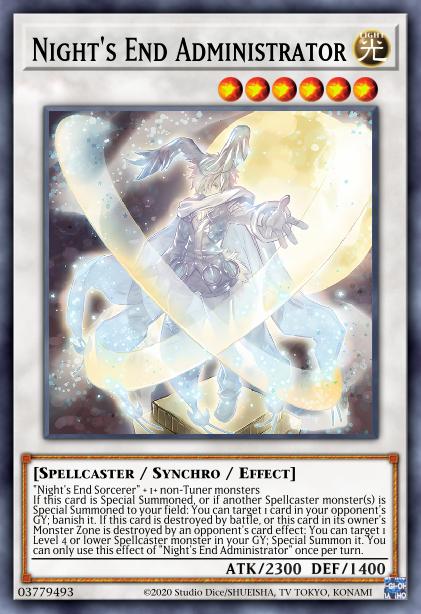 NIGHT'S END ADMINISTRATOR
LIGHT
光
[SPELLCASTER / SYNCHRO / EFFECT]
"Night's End Sorcerer" + 1+ non-Tuner monsters
If this card is Special Summoned, or if another Spellcaster monster(s) is
Special Summoned to your field: You can target 1 card in your opponent's
GY; banish it. If this card is destroyed by battle, or this card in its owner's
Monster Zone is destroyed by an opponent's card effect: You can target 1
Level 4 or lower Spellcaster monster in your GY; Special Summon it. You
can only use this effect of "Night's End Administrator" once per turn.
ATK/2300 DEF/1400
03779493
©2020 Studio Dice/SHUEISHA, TV TOKYO, KONAMI